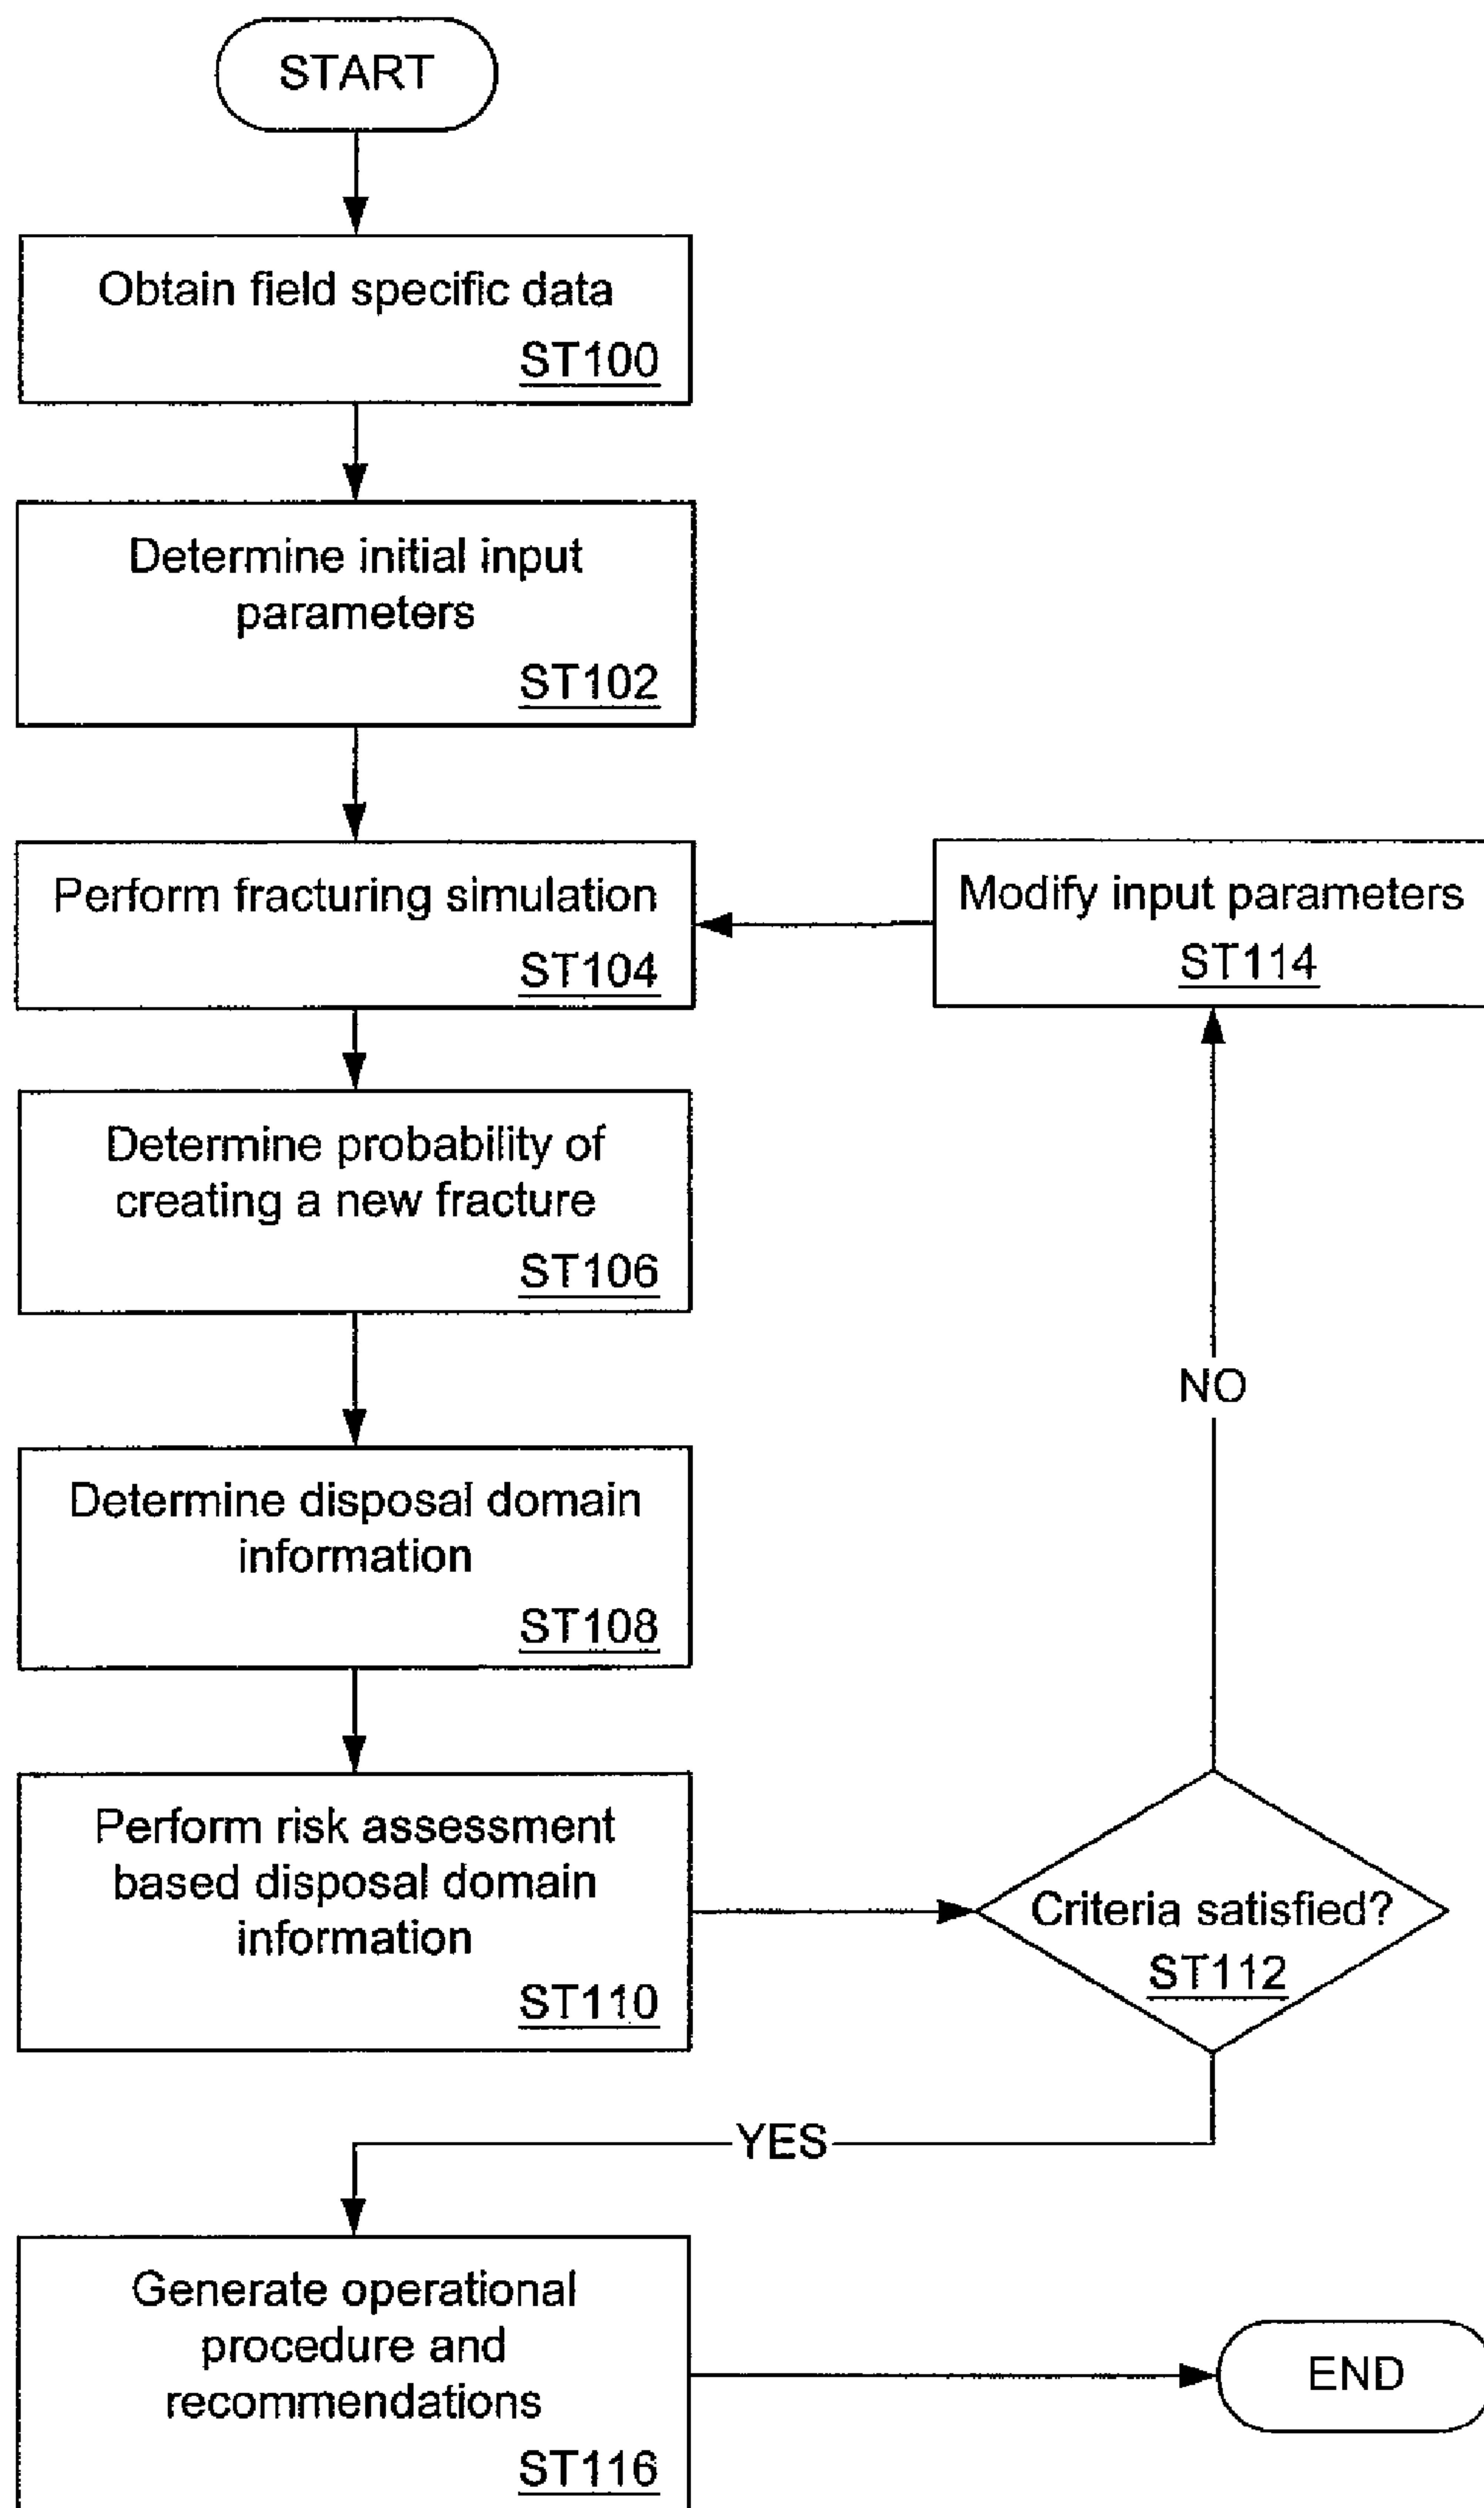 START
Obtain field specific data
ST100
Determine initial input
parameters
ST102
Perform fracturing simulation
ST104
Modify input parameters
ST114
Determine probability of
creating a new fracture
ST106
NO
Determine disposal domain
information
ST108
Perform risk assessment
based disposal domain
information
ST110
Criteria satisfied?
ST112
YES
Generate operational
procedure and
recommendations
ST116
END